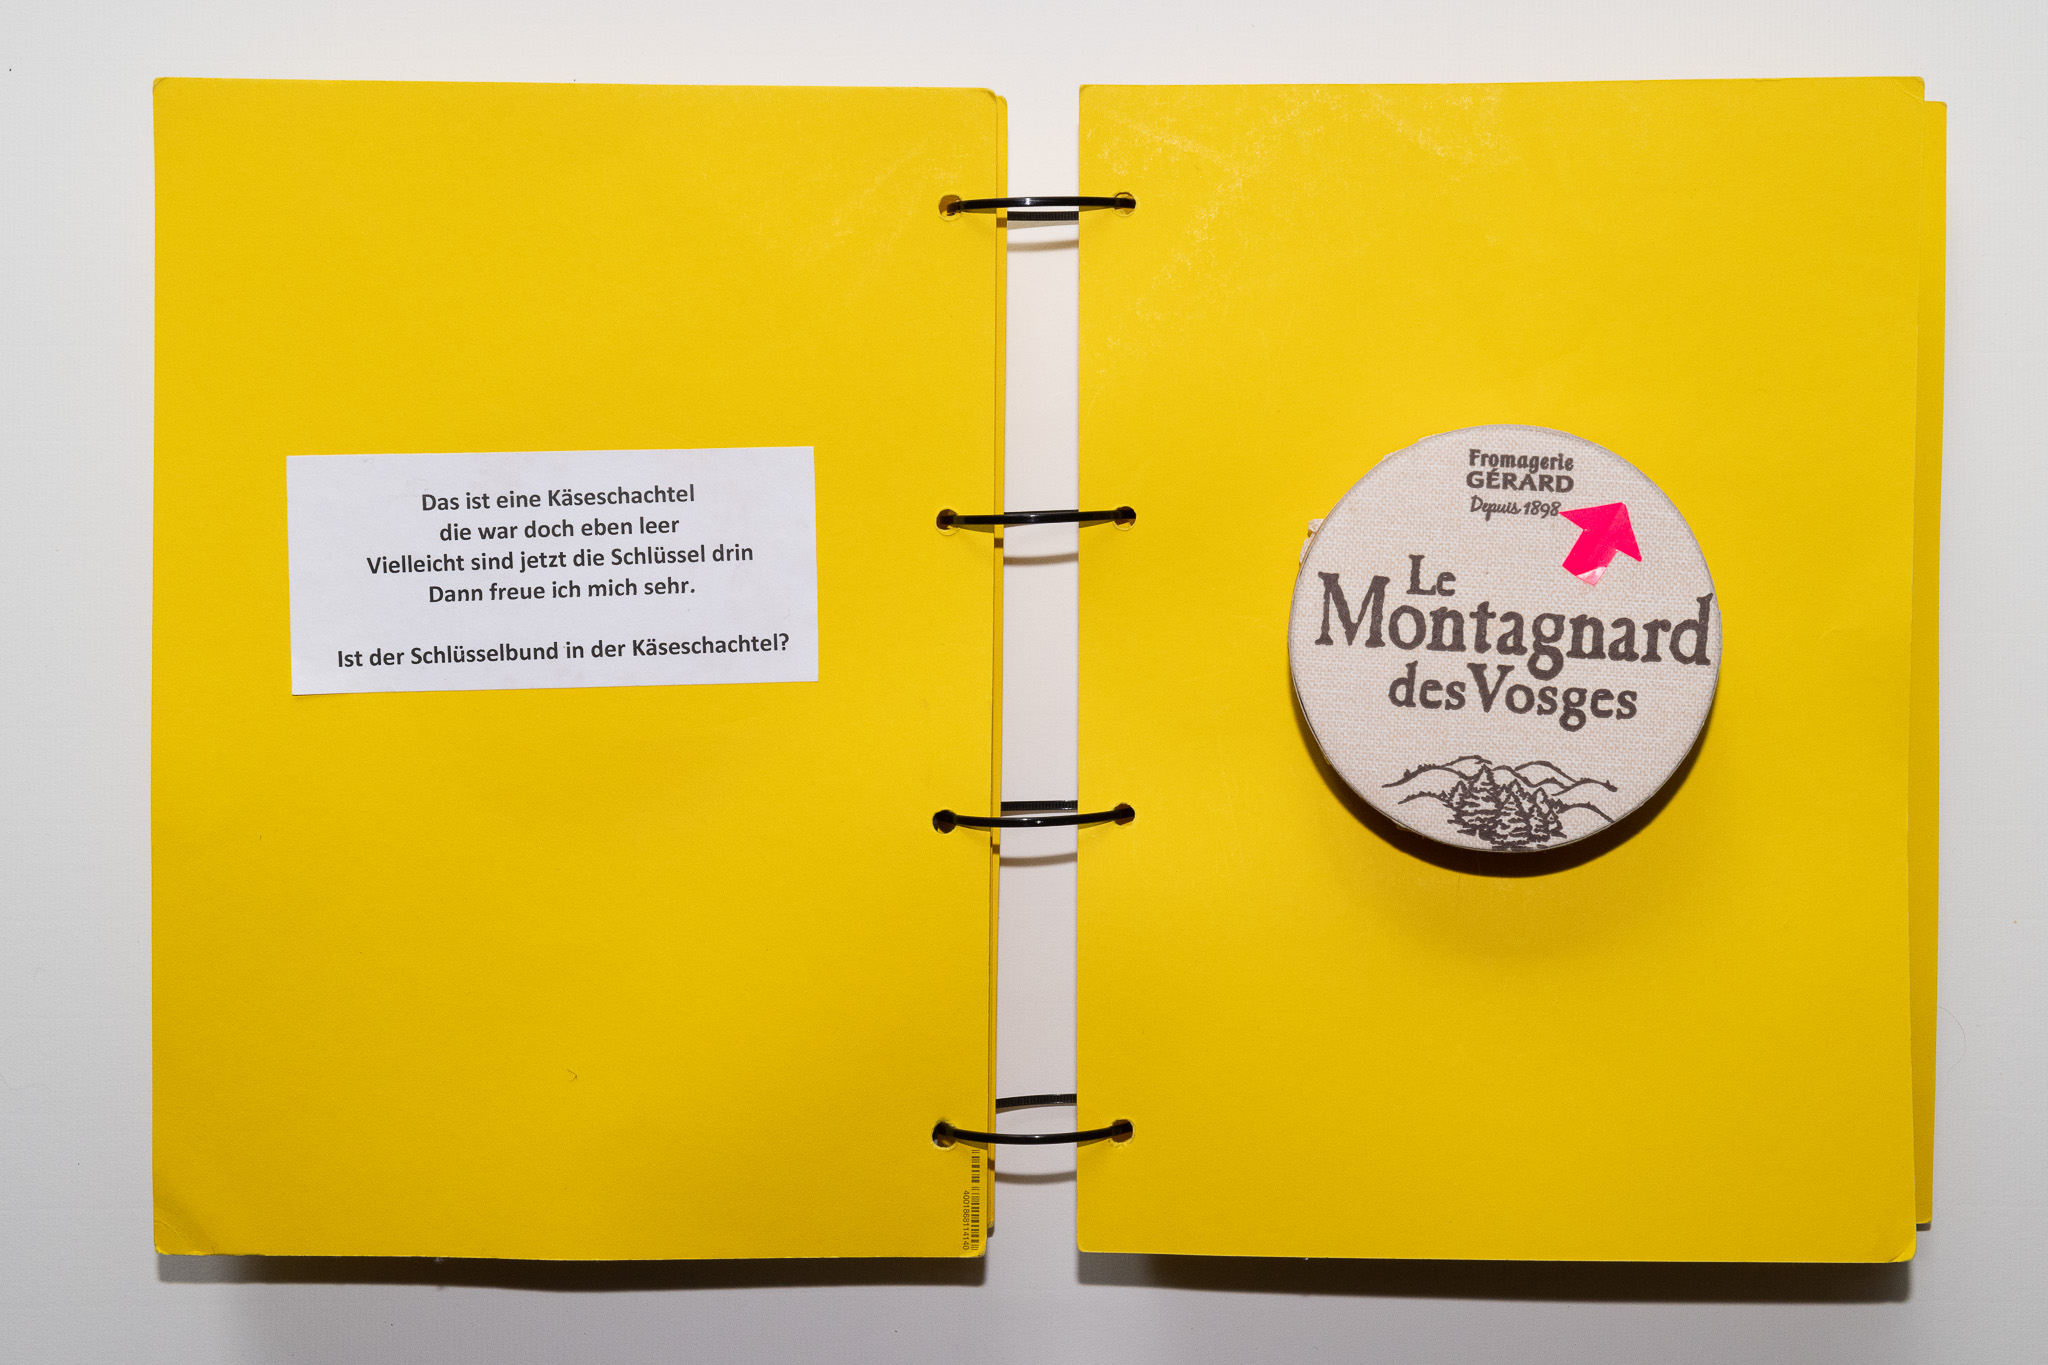 Das ist eine Käseschachtel
die war doch eben leer
Vielleicht sind jetzt die Schlüssel drin
Dann freue ich mich sehr.
Ist der Schlüsselbund in der Käseschachtel?
4001868114140
Fromagerie
GÉRARD
Depuis 1898
Le
Montagnard
des Vosges